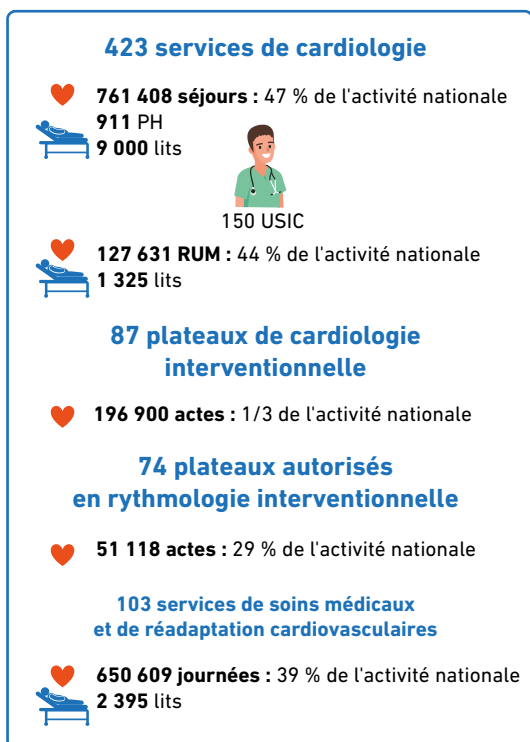 423 services de cardiologie
761 408 séjours : 47 % de l'activité nationale
911 PH
9 000 lits
150 USIC
127 631 RUM : 44 % de l'activité nationale
1 325 lits
87 plateaux de cardiologie
interventionnelle
196 900 actes : 1/3 de l'activité nationale
74 plateaux autorisés
en rythmologie interventionnelle
51 118 actes : 29 % de l'activité nationale
103 services de soins médicaux
et de réadaptation cardiovasculaires
650 609 journées : 39 % de l'activité nationale
2 395 lits